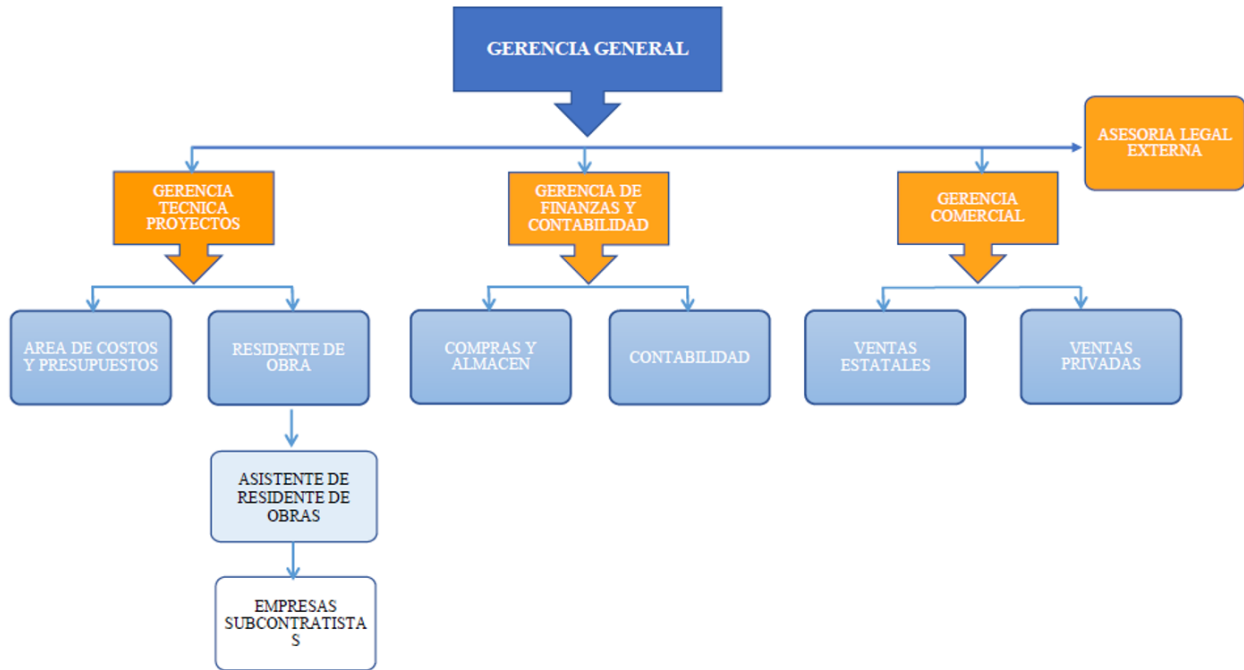 GERENCIA GENERAL
ASESORIA LEGAL
EXTERNA
GERENCIA
TECNICA
PROYECTOS
GERENCIA DE
FINANZAS Y
CONTABILIDAD
GERENCIA
COMERCIAL
AREA DE COSTOS
Y PRESUPUESTOS
RESIDENTE DE
OBRA
COMPRAS Y
ALMACEN
CONTABILIDAD
VENTAS
ESTATALES
VENTAS
PRIVADAS
ASISTENTE DE
RESIDENTE DE
OBRAS
EMPRESAS
SUBCONTRATISTA
S